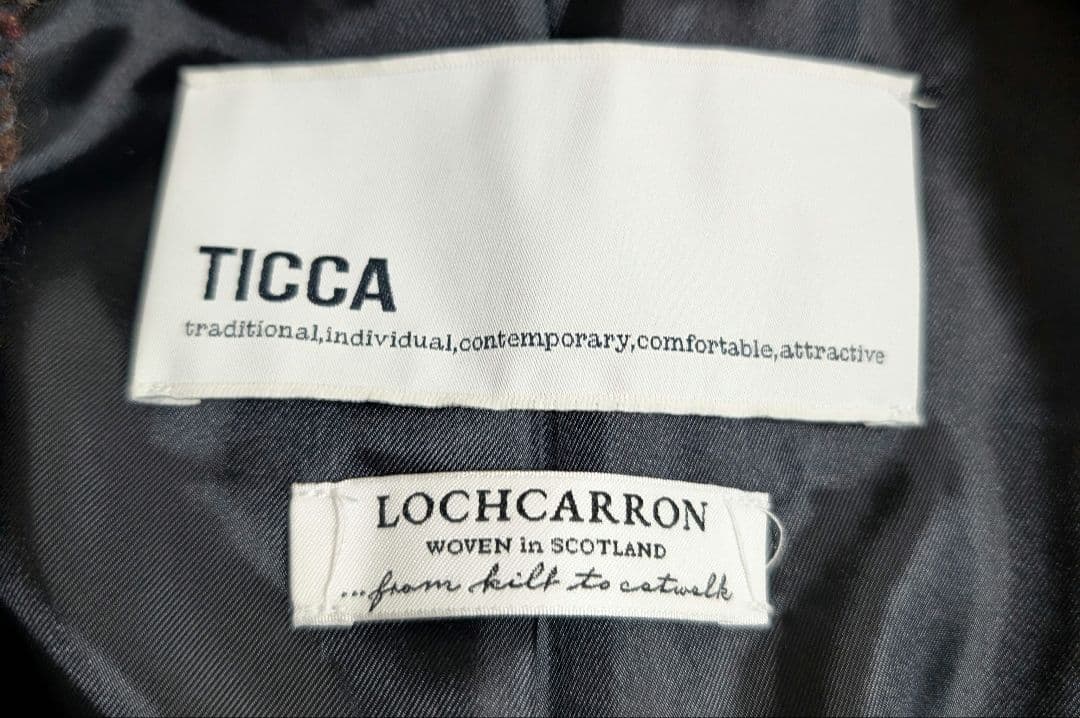 TICCA
traditional,individual,contemporary,comfortable,attractive
LOCHCARRON
WOVEN in SCOTLAND
...from kilt to catwalk